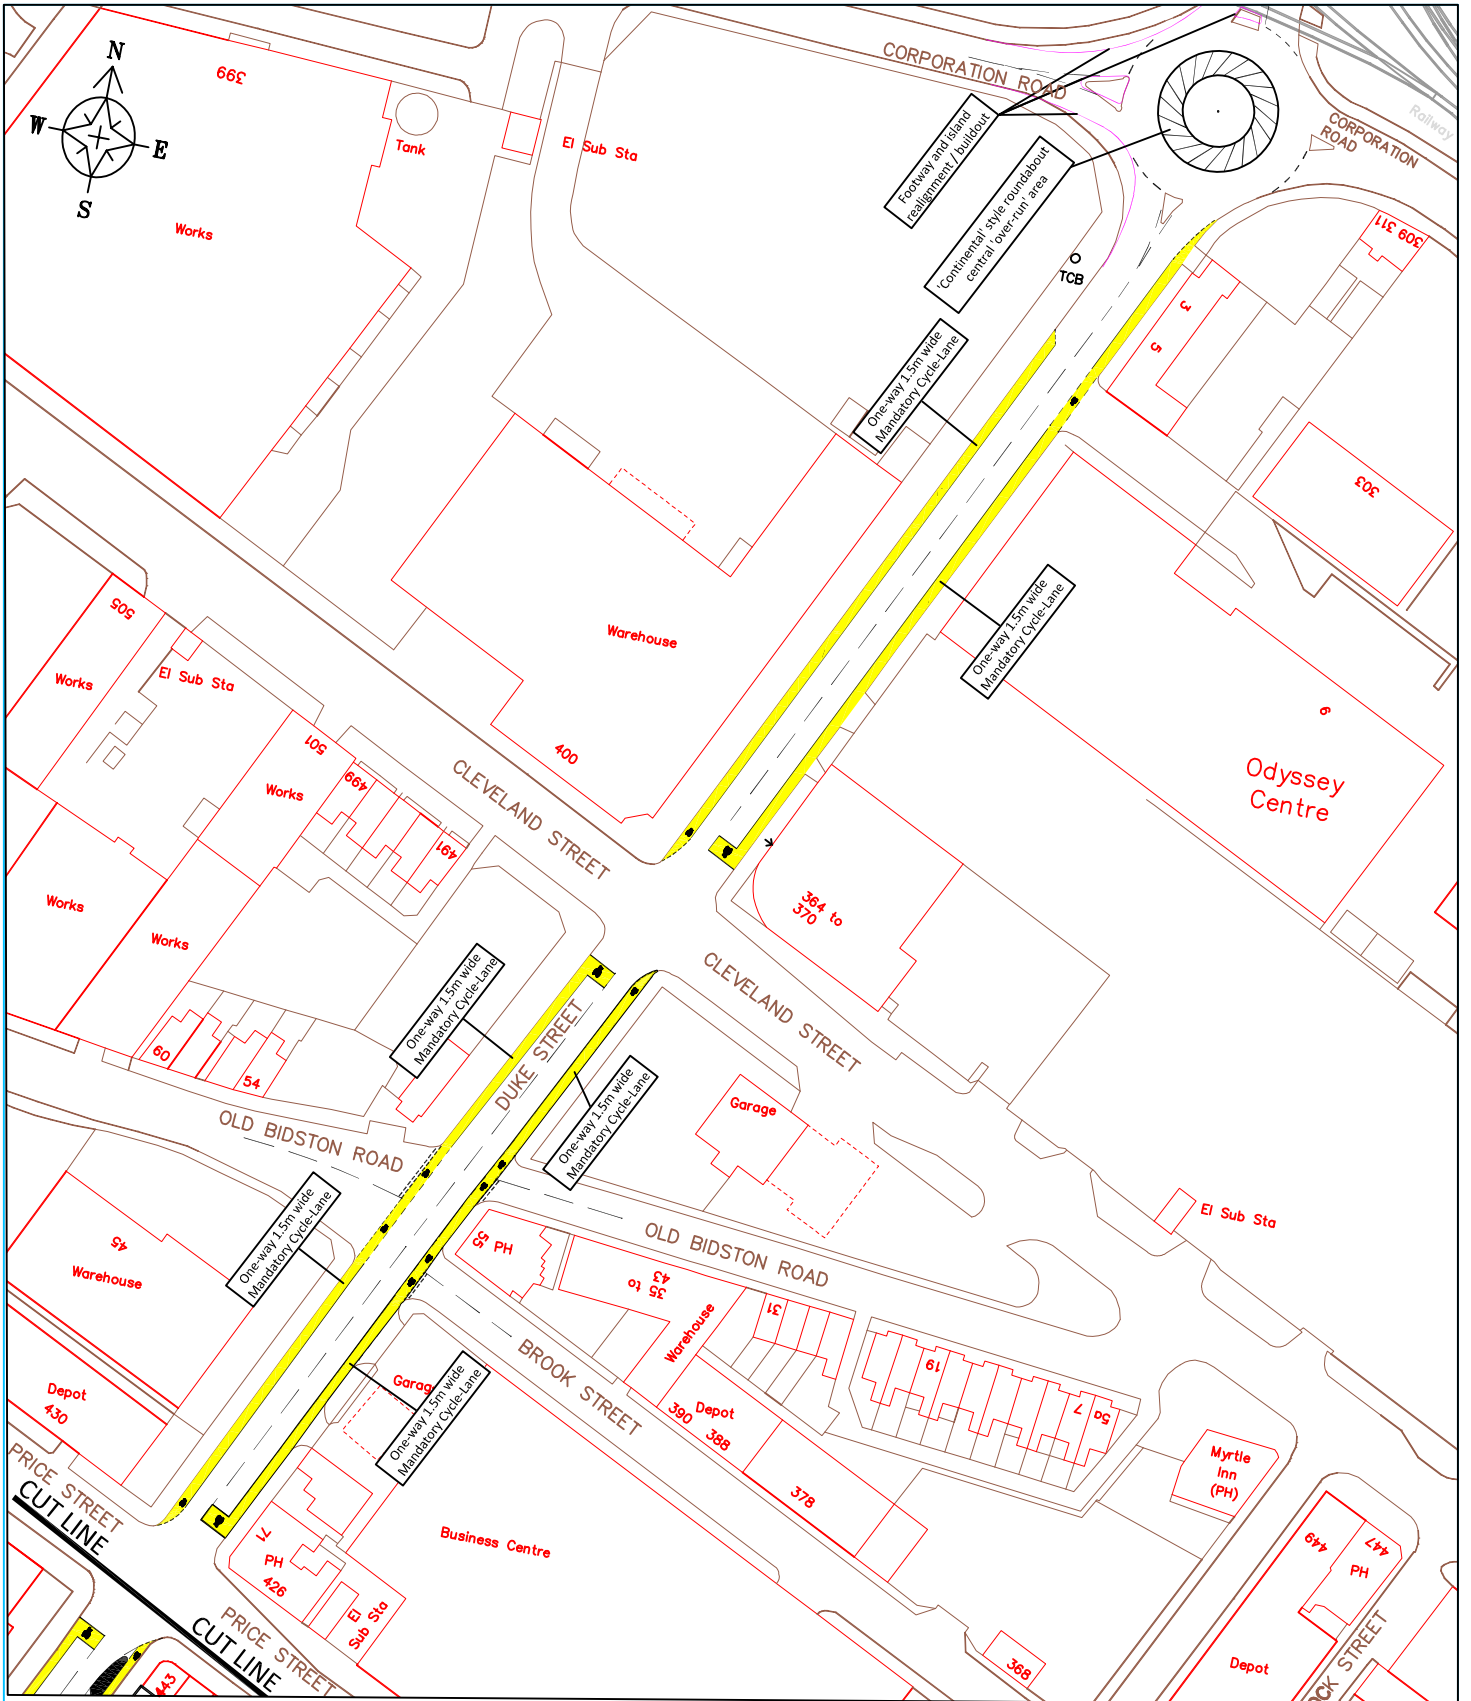 N
W
E
S
399
Tank
El Sub Sta
Works
CORPORATION ROAD
Railway
CORPORATION
ROAD
Footway and island
realignment / buildout
'Continental' style roundabout
central 'over-run' area
TCB
309 311
3
5
303
One-way 1.5m wide
Mandatory Cycle-Lane
One-way 1.5m wide
Mandatory Cycle-Lane
505
Works
El Sub Sta
501
Works
499
491
Warehouse
400
CLEVELAND STREET
9
Odyssey
Centre
364 to
370
Works
Works
60
54
One-way 1.5m wide
Mandatory Cycle-Lane
DUKE STREET
CLEVELAND STREET
One-way 1.5m wide
Mandatory Cycle-Lane
Garage
OLD BIDSTON ROAD
El Sub Sta
One-way 1.5m wide
Mandatory Cycle-Lane
45
Warehouse
55
PH
OLD BIDSTON ROAD
35 to
43
31
Warehouse
19
7
5a
BROOK STREET
Garag
One-way 1.5m wide
Mandatory Cycle-Lane
Depot
430
390
Depot
388
378
Myrtle
Inn
(PH)
PRICE STREET
CUT LINE
71
PH
426
El
Sub Sta
Business Centre
449
447
PH
PRICE STREET
CUT LINE
443
368
Depot
OCK STREET